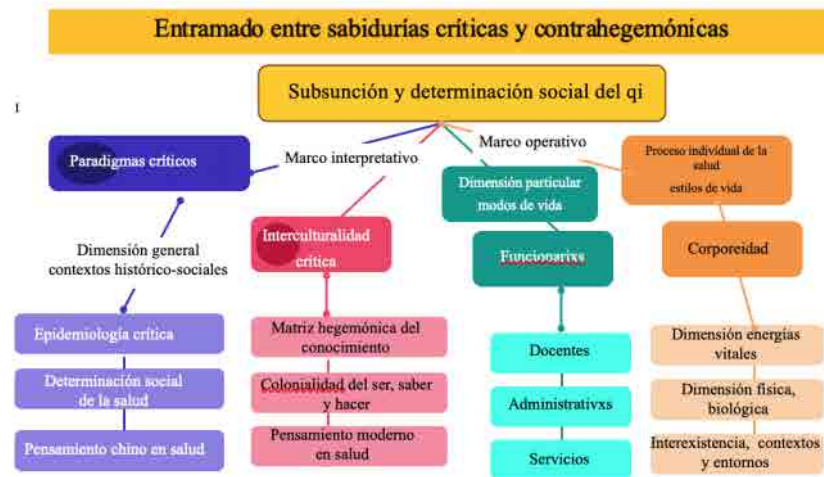 Entramado entre sabidurías críticas y contrahegemónicas
Subsunción y determinación social del qi
1
Paradigmas críticos
Marco interpretativo
Marco operativo
Proceso individual de la
salud
estilos de vida
Dimensión particular
modos de vida
Dimensión general
contextos histórico-sociales
Interculturalidad
crítica
Funcionarixs
Corporeidad
Epidemiología crítica
Determinación social
de la salud
Pensamiento chino en salud
Matriz hegemónica del
conocimiento
Colonialidad del ser, saber
y hacer
Pensamiento moderno
en salud
Docentes
Administrativxs
Servicios
Dimensión energías
vitales
Dimensión física,
biológica
Interexistencia, contextos
y entornos